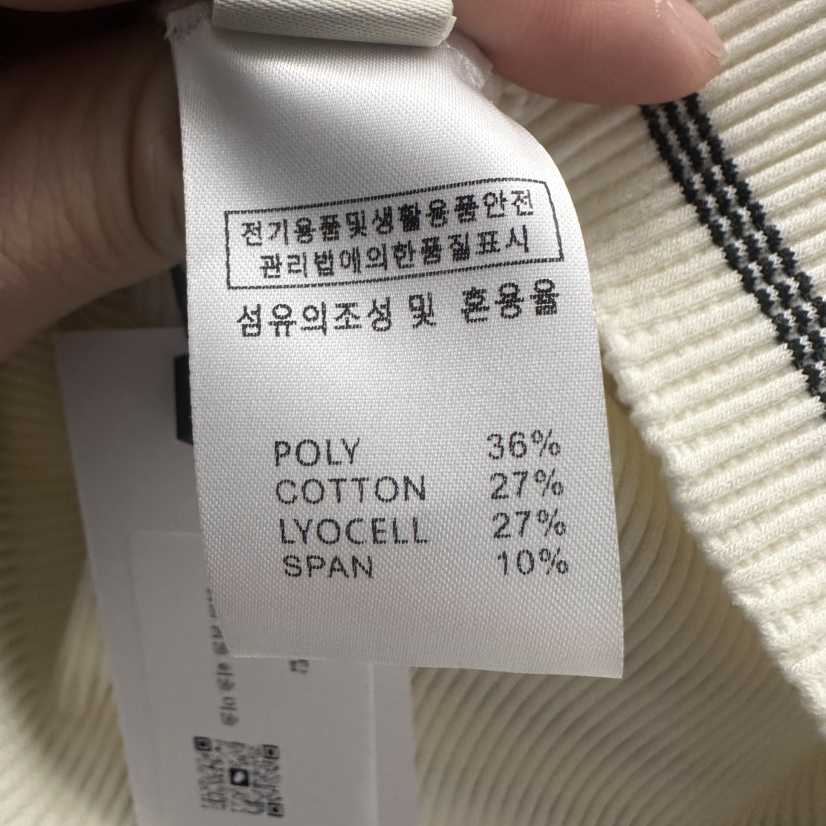 전기용품및생활용품안전
관리법에의한품질표시
섬유의조성 및 혼용율
POLY 36%
COTTON 27%
LYOCELL 27%
SPAN 10%